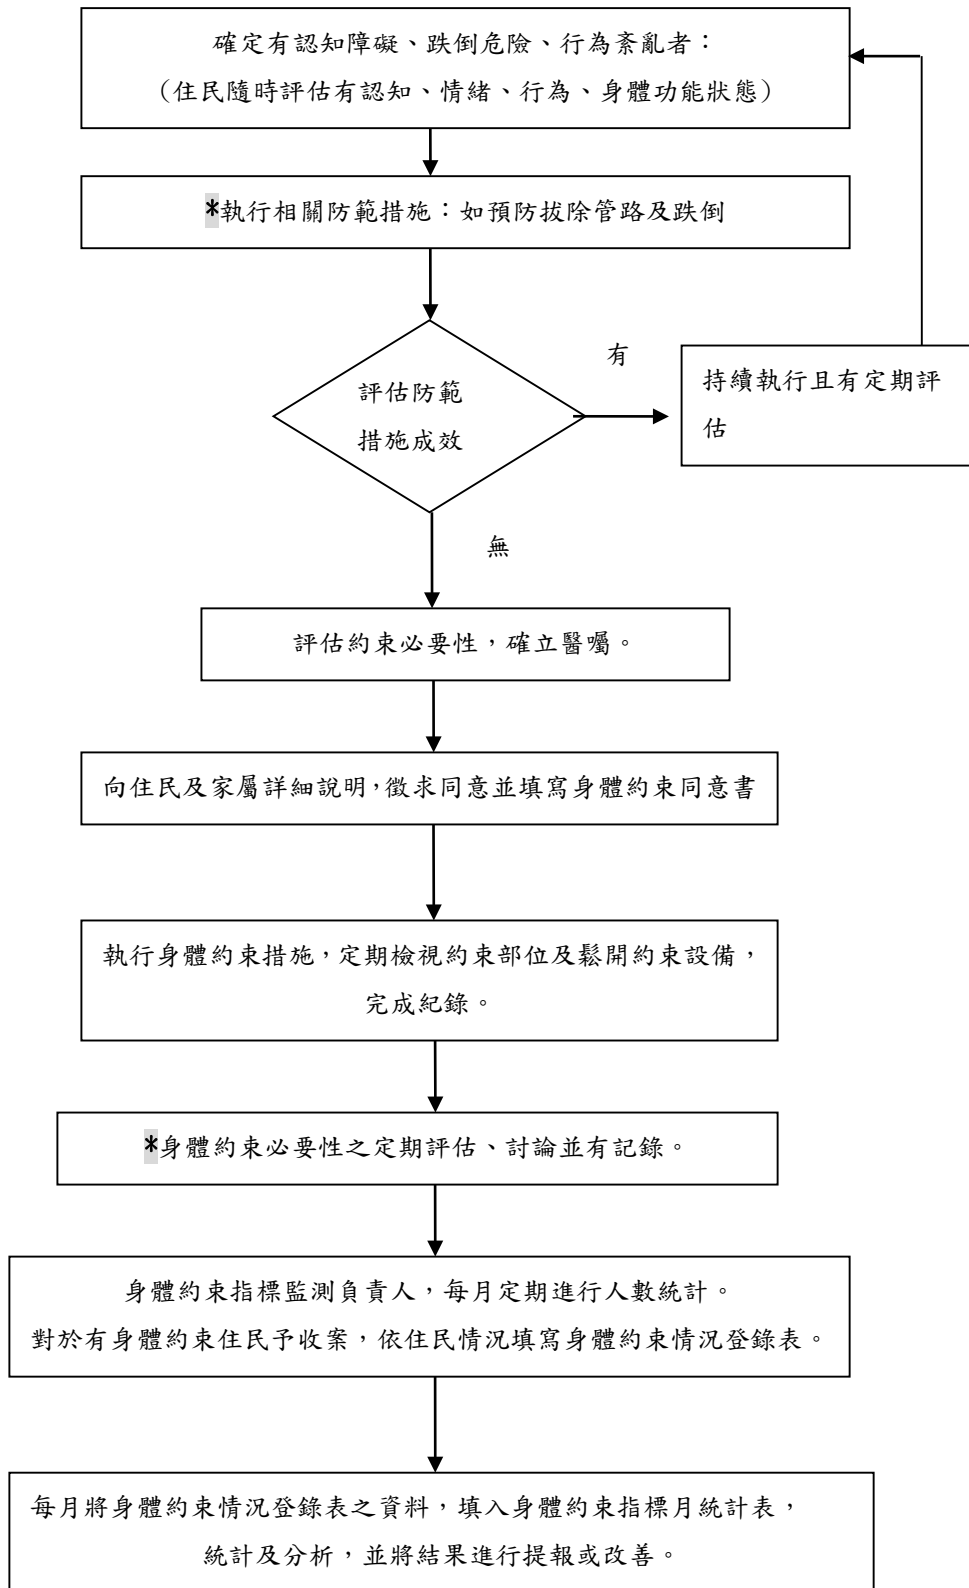 確定有認知障礙、跌倒危險、行為紊亂者：
（住民隨時評估有認知、情緒、行為、身體功能狀態）
*執行相關防範措施：如預防拔除管路及跌倒
評估防範
措施成效
有
持續執行且有定期評
估
無
評估約束必要性，確立醫囑。
向住民及家屬詳細說明，徵求同意並填寫身體約束同意書
執行身體約束措施，定期檢視約束部位及鬆開約束設備，
完成紀錄。
*身體約束必要性之定期評估、討論並有記錄。
身體約束指標監測負責人，每月定期進行人數統計。
對於有身體約束住民予收案，依住民情況填寫身體約束情況登錄表。
每月將身體約束情況登錄表之資料，填入身體約束指標月統計表，
統計及分析，並將結果進行提報或改善。